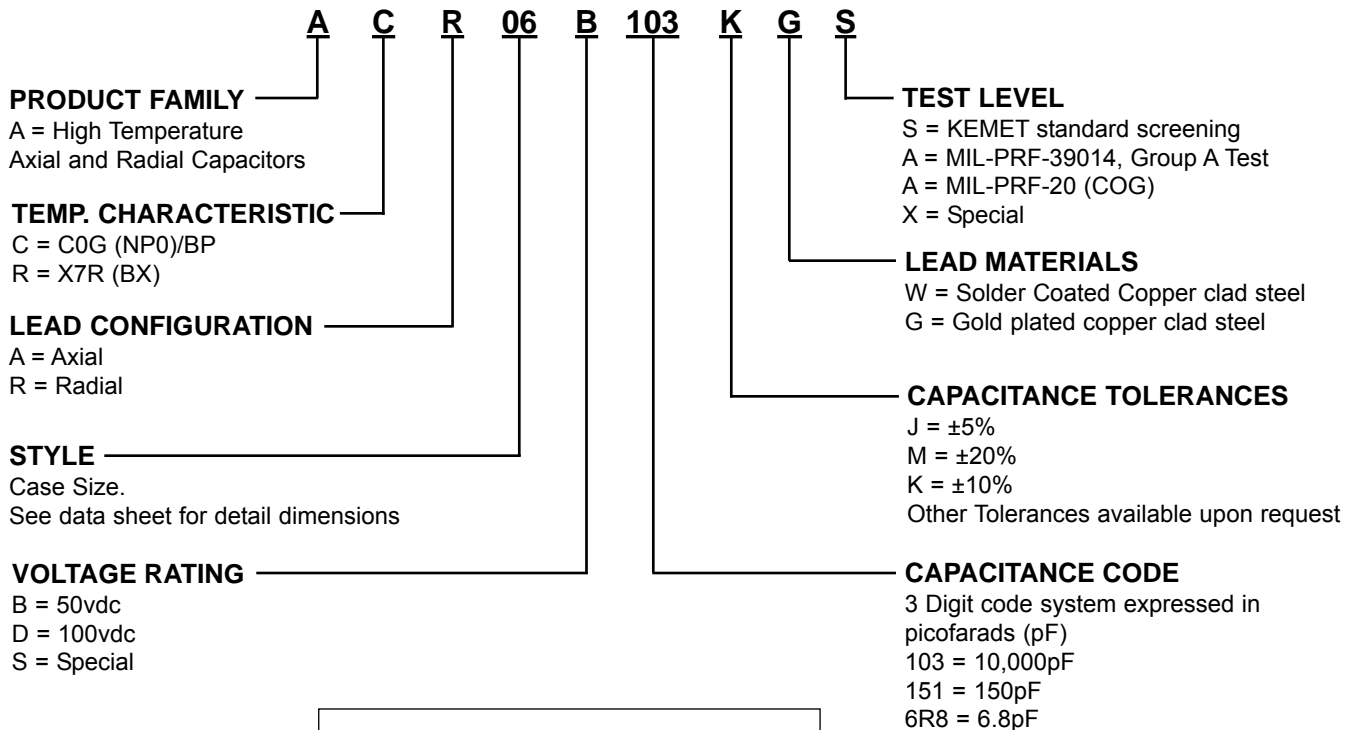 A C R 06 B 103 K G S
PRODUCT FAMILY
A = High Temperature
Axial and Radial Capacitors
TEMP. CHARACTERISTIC
C = C0G (NP0)/BP
R = X7R (BX)
LEAD CONFIGURATION
A = Axial
R = Radial
STYLE
Case Size.
See data sheet for detail dimensions
VOLTAGE RATING
B = 50vdc
D = 100vdc
S = Special
TEST LEVEL
S = KEMET standard screening
A = MIL-PRF-39014, Group A Test
A = MIL-PRF-20 (COG)
X = Special
LEAD MATERIALS
W = Solder Coated Copper clad steel
G = Gold plated copper clad steel
CAPACITANCE TOLERANCES
J = ±5%
M = ±20%
K = ±10%
Other Tolerances available upon request
CAPACITANCE CODE
3 Digit code system expressed in
picofarads (pF)
103 = 10,000pF
151 = 150pF
6R8 = 6.8pF